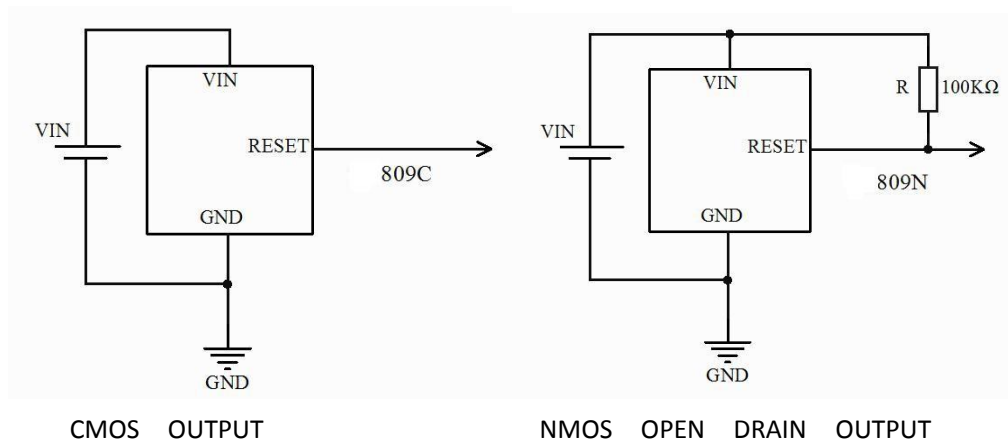 VIN
VIN
RESET
809C
GND
GND
CMOS OUTPUT
VIN
R 100KΩ
VIN
RESET
809N
GND
GND
NMOS OPEN DRAIN OUTPUT